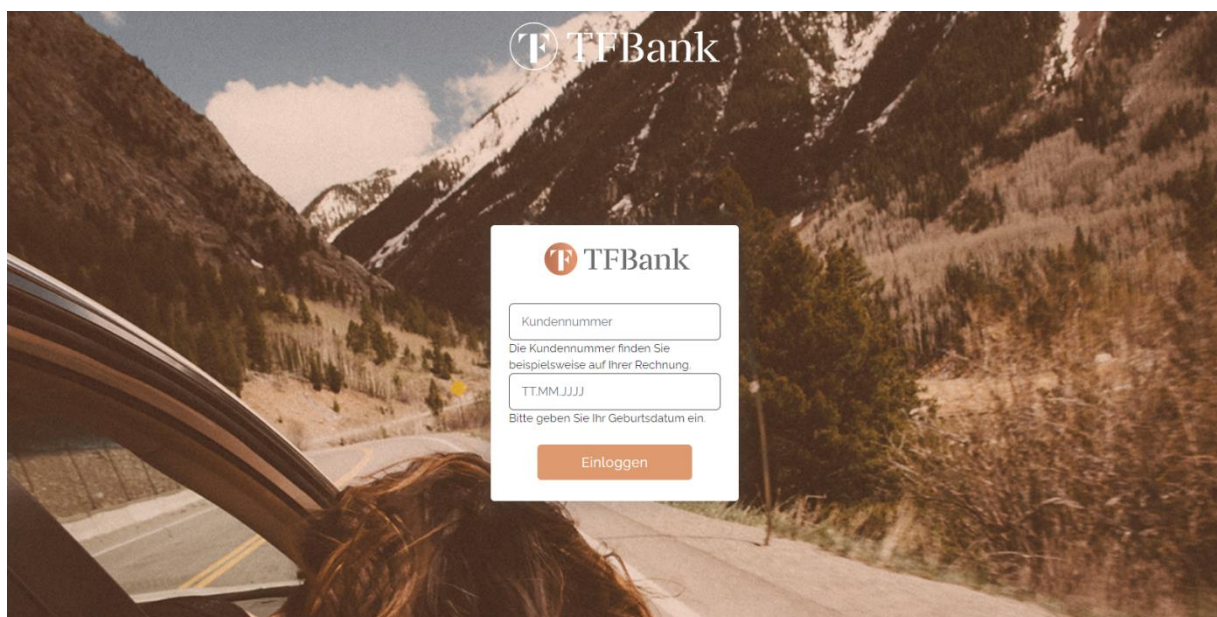 TFBank
TFBank
Kundennummer
Die Kundennummer finden Sie
beispielsweise auf Ihrer Rechnung.
TT.MM.JJJJ
Bitte geben Sie Ihr Geburtsdatum ein.
Einloggen